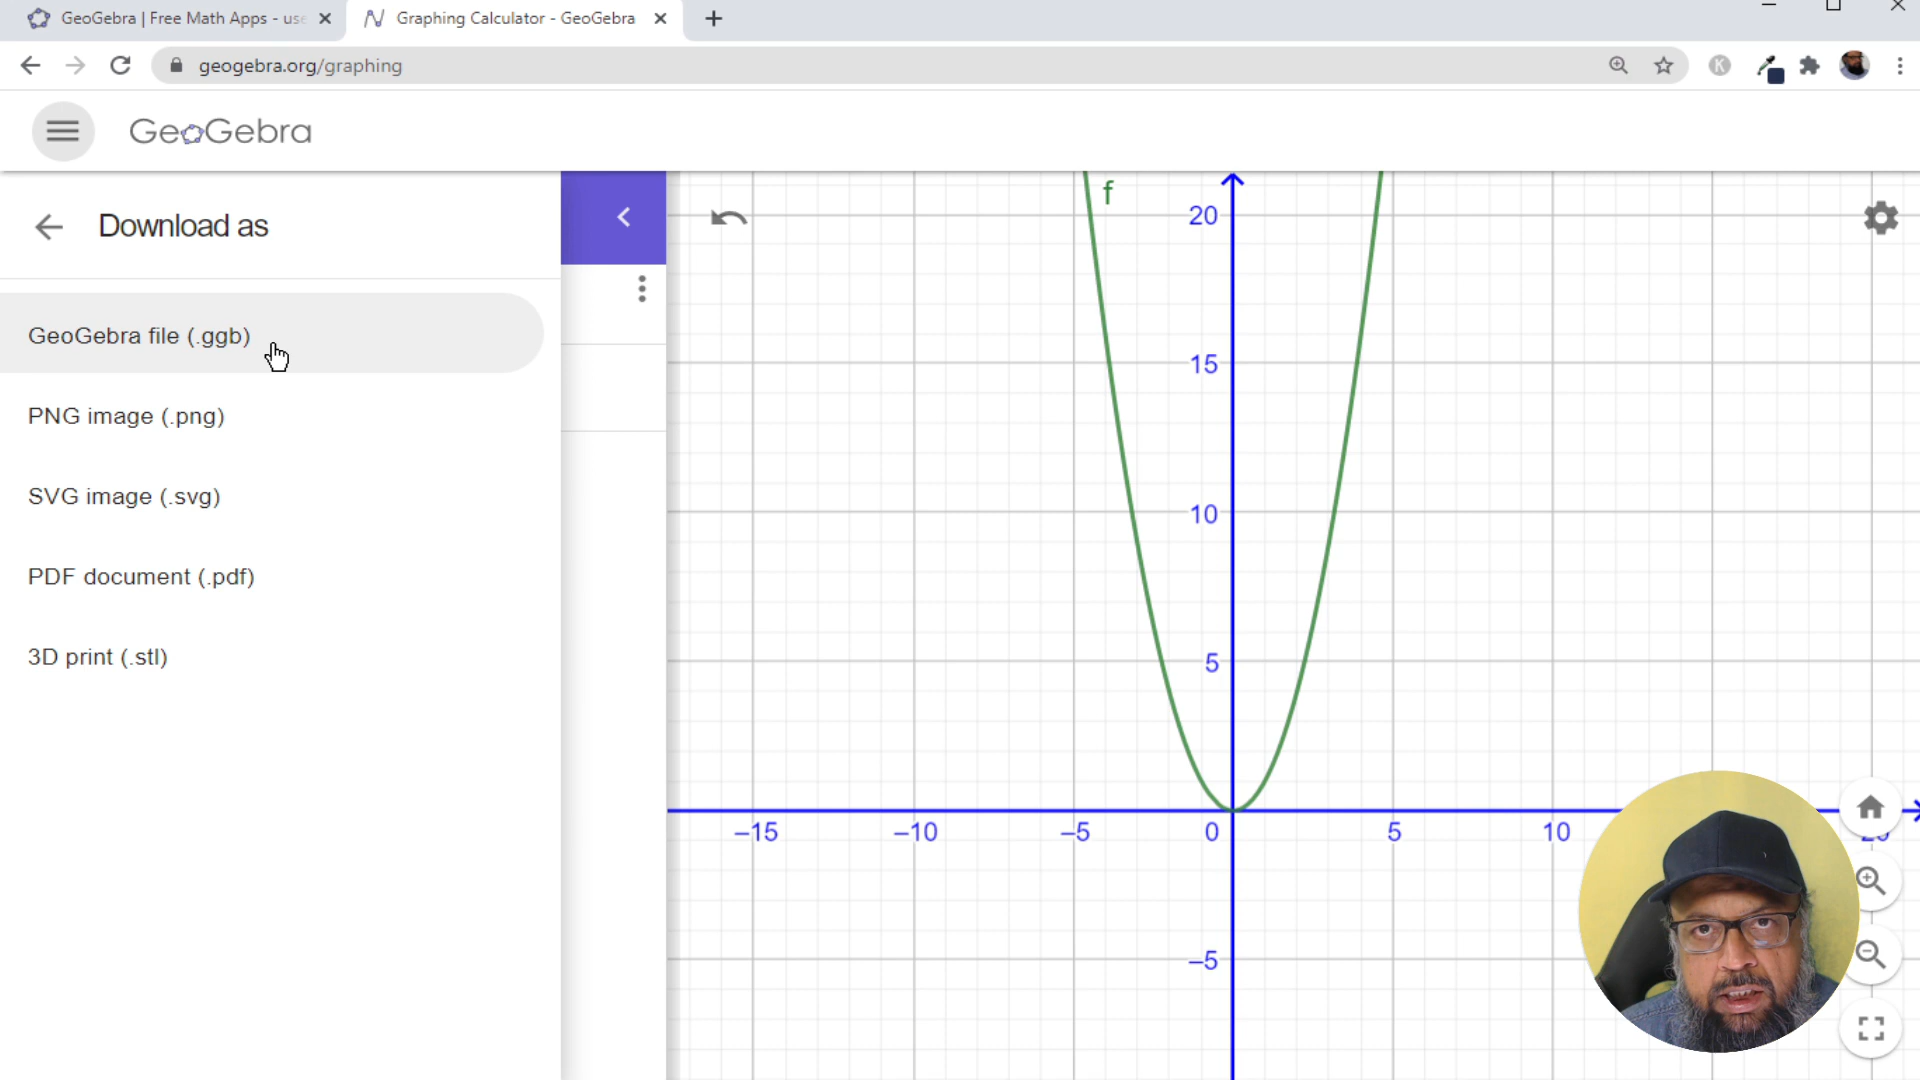 GeoGebra | Free Math Apps - use
Graphing Calculator - GeoGebra
geogebra.org/graphing
K
GeoGebra
Download as
GeoGebra file (.ggb)
PNG image (.png)
SVG image (.svg)
PDF document (.pdf)
3D print (.stl)
f
20
15
10
5
–15 –10 –5 0 5 10 20
–5